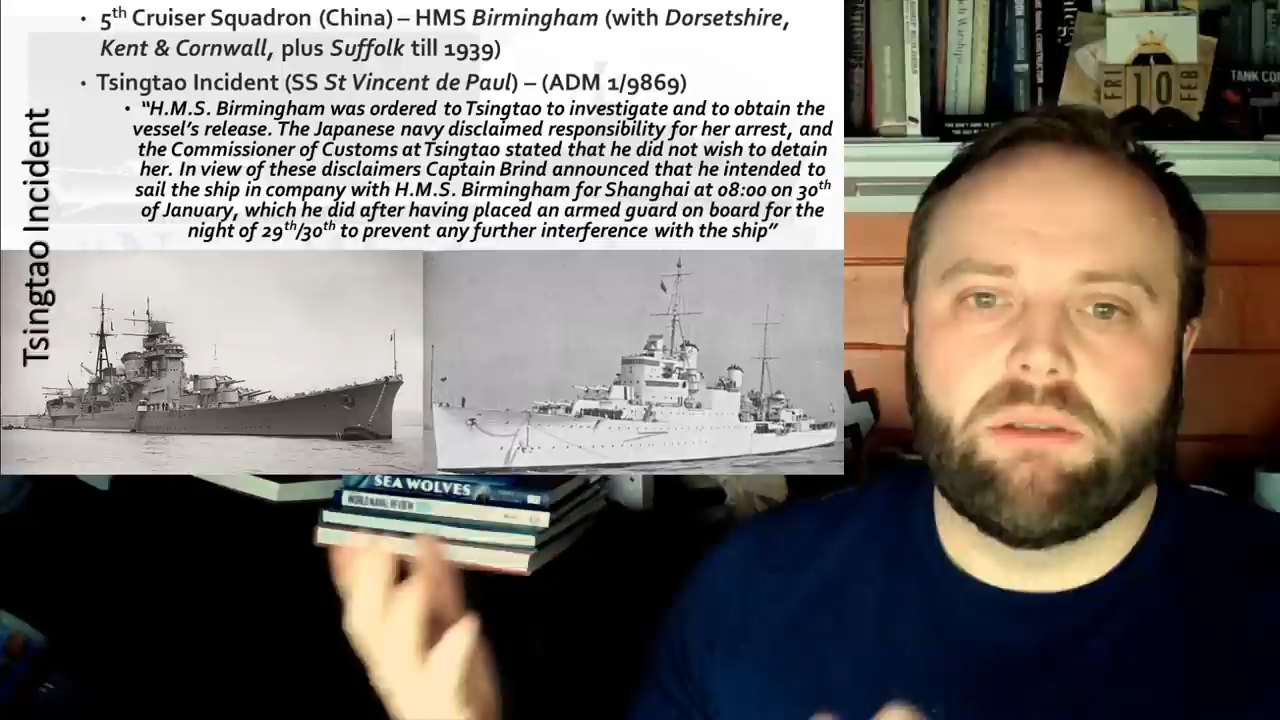 5th Cruiser Squadron (China) – HMS Birmingham (with Dorsetshire,
Kent & Cornwall, plus Suffolk till 1939)
Tsingtao Incident (SS St Vincent de Paul) – (ADM 1/9869)
"H.M.S. Birmingham was ordered to Tsingtao to investigate and to obtain the
vessel's release. The Japanese navy disclaimed responsibility for her arrest, and
the Commissioner of Customs at Tsingtao stated that he did not wish to detain
her. In view of these disclaimers Captain Brind announced that he intended to
sail the ship in company with H.M.S. Birmingham for Shanghai at 08:00 on 30th
of January, which he did after having placed an armed guard on board for the
night of 29th/30th to prevent any further interference with the ship"
Tsingtao Incident
FRI
10
FEB
TANK
SEA WOLVES
WORLD NAVAL REVIEW